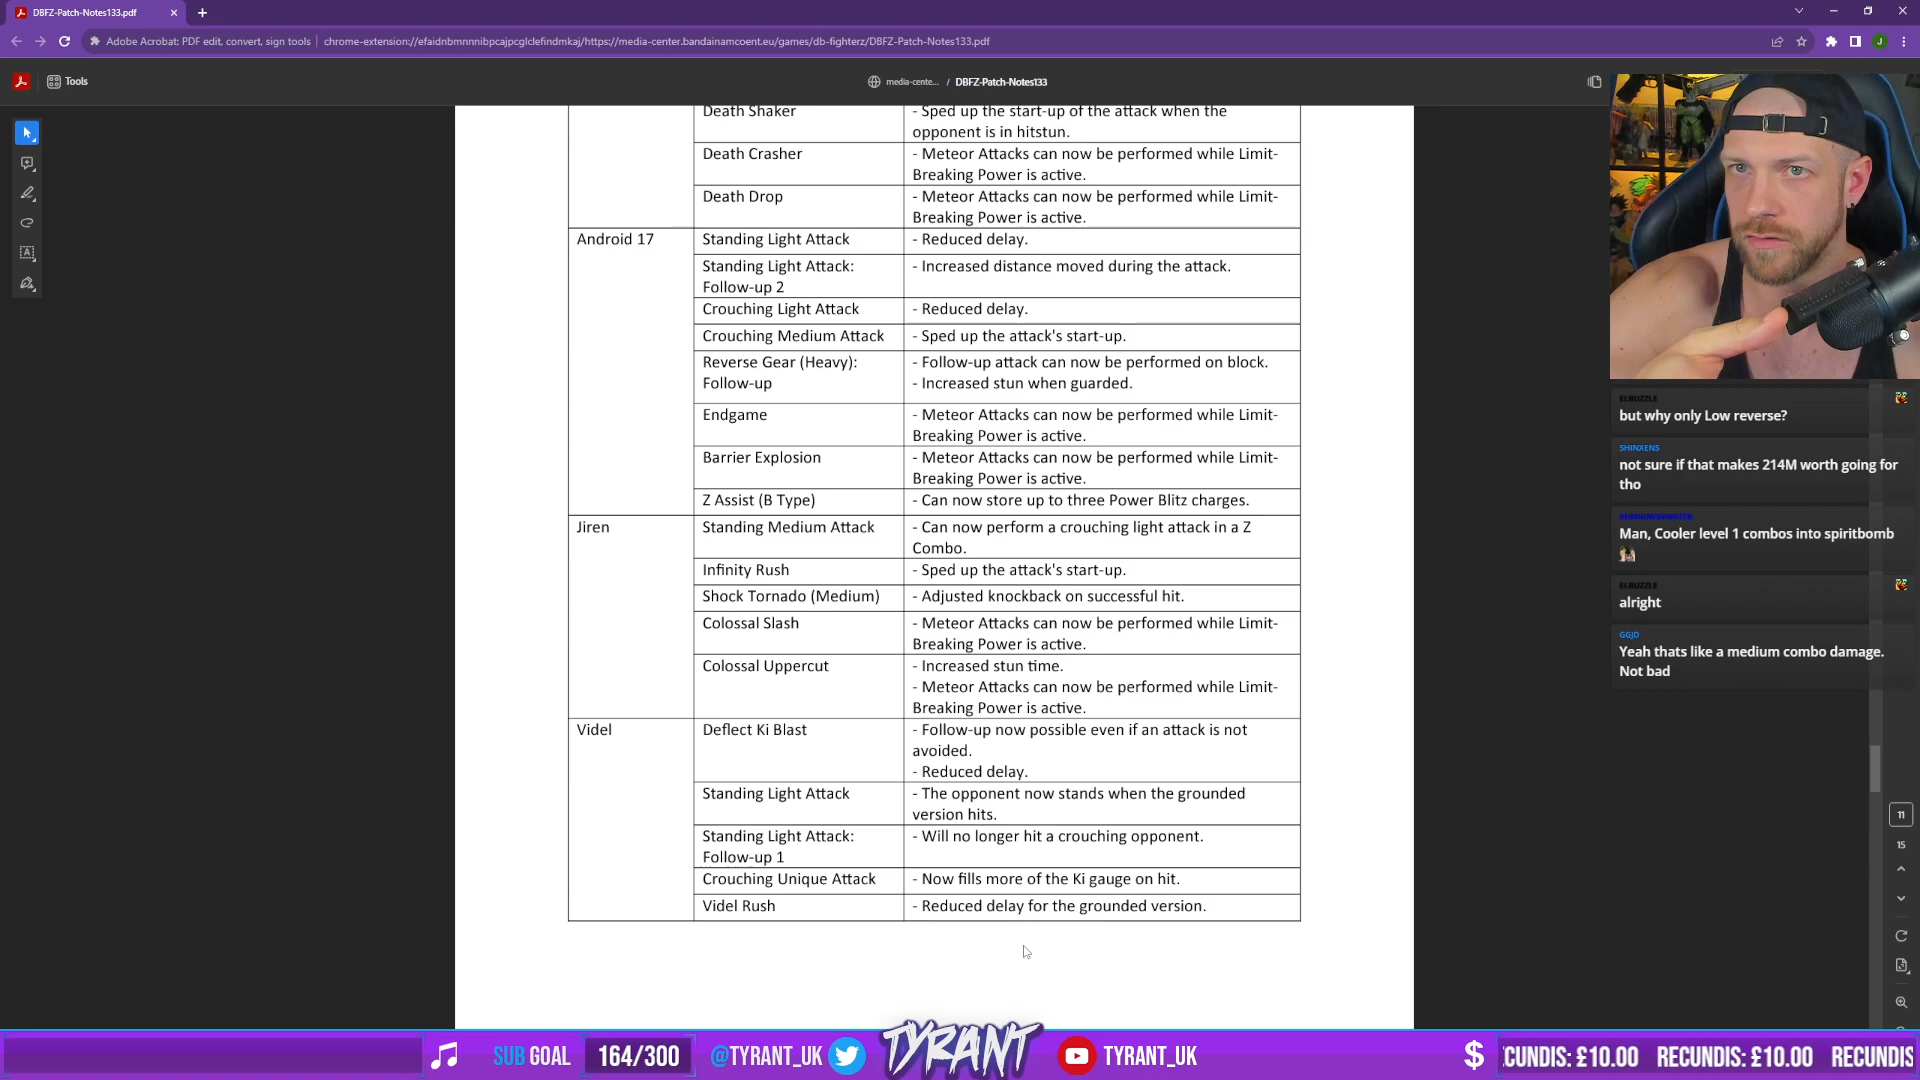 DBFZ-Patch-Notes133.pdf
Adobe Acrobat: PDF edit, convert, sign tools | chrome-extension://efaidnbmnnnibpcajpcglclefindmkaj/https://media-center.bandainamcoent.eu/games/db-fighterz/DBFZ-Patch-Notes133.pdf
J
Tools
media-cente... / DBFZ-Patch-Notes133
Death Shaker - Sped up the start-up of the attack when the
opponent is in hitstun.
Death Crasher - Meteor Attacks can now be performed while Limit-
Breaking Power is active.
Death Drop - Meteor Attacks can now be performed while Limit-
Breaking Power is active.
Android 17 Standing Light Attack - Reduced delay.
Standing Light Attack: - Increased distance moved during the attack.
Follow-up 2
Crouching Light Attack - Reduced delay.
Crouching Medium Attack - Sped up the attack's start-up.
Reverse Gear (Heavy): - Follow-up attack can now be performed on block.
Follow-up - Increased stun when guarded.
Endgame - Meteor Attacks can now be performed while Limit-
Breaking Power is active.
Barrier Explosion - Meteor Attacks can now be performed while Limit-
Breaking Power is active.
Z Assist (B Type) - Can now store up to three Power Blitz charges.
Jiren Standing Medium Attack - Can now perform a crouching light attack in a Z
Combo.
Infinity Rush - Sped up the attack's start-up.
Shock Tornado (Medium) - Adjusted knockback on successful hit.
Colossal Slash - Meteor Attacks can now be performed while Limit-
Breaking Power is active.
Colossal Uppercut - Increased stun time.
- Meteor Attacks can now be performed while Limit-
Breaking Power is active.
Videl Deflect Ki Blast - Follow-up now possible even if an attack is not
avoided.
- Reduced delay.
Standing Light Attack - The opponent now stands when the grounded
version hits.
Standing Light Attack: - Will no longer hit a crouching opponent.
Follow-up 1
Crouching Unique Attack - Now fills more of the Ki gauge on hit.
Videl Rush - Reduced delay for the grounded version.
ELBUZZLE
but why only Low reverse?
SHINXENS
not sure if that makes 214M worth going for
tho
Man, Cooler level 1 combos into spiritbomb
ELBUZZLE
alright
GGJD
Yeah thats like a medium combo damage.
Not bad
11
15
SUB GOAL 164/300 @TYRANT_UK TYRANT TYRANT_UK $ CUNDIS: £10.00 RECUNDIS: £10.00 RECUNDIS